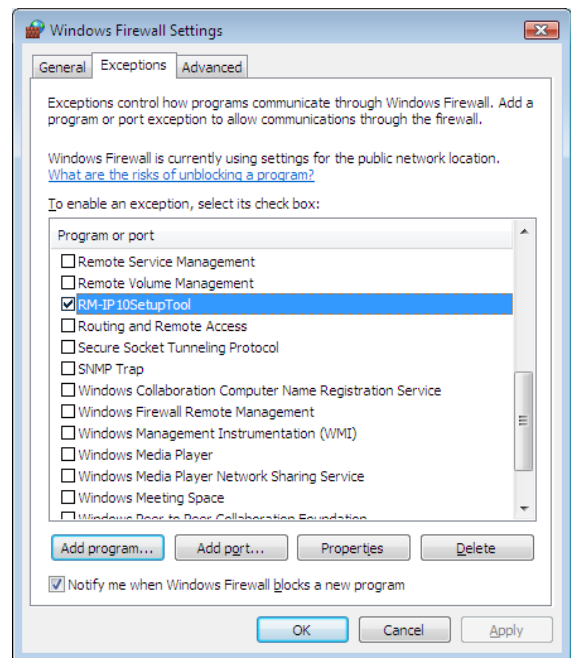 Windows Firewall Settings
General Exceptions Advanced
Exceptions control how programs communicate through Windows Firewall. Add a
program or port exception to allow communications through the firewall.
Windows Firewall is currently using settings for the public network location.
What are the risks of unblocking a program?
To enable an exception, select its check box:
Program or port
Remote Service Management
Remote Volume Management
RM-IP10SetupTool
Routing and Remote Access
Secure Socket Tunneling Protocol
SNMP Trap
Windows Collaboration Computer Name Registration Service
Windows Firewall Remote Management
Windows Management Instrumentation (WMI)
Windows Media Player
Windows Media Player Network Sharing Service
Windows Meeting Space
Windows Peer to Peer Collaboration Foundation
Add program... Add port... Properties Delete
Notify me when Windows Firewall blocks a new program
OK Cancel Apply